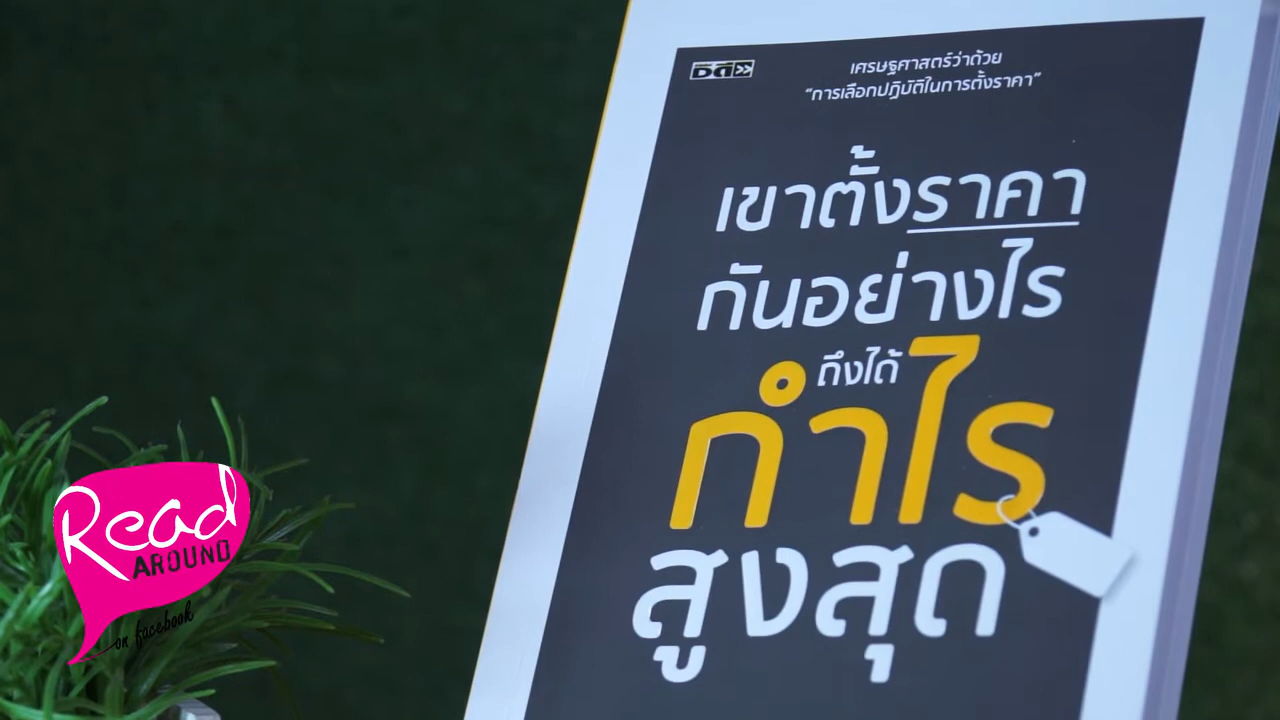 ดีดี
เศรษฐศาสตร์ว่าด้วย
“การเลือกปฏิบัติในการตั้งราคา”
เขาตั้งราคา
กันอย่างไร
ถึงได้
กำไร
สูงสุด
Read
AROUND
on facebook